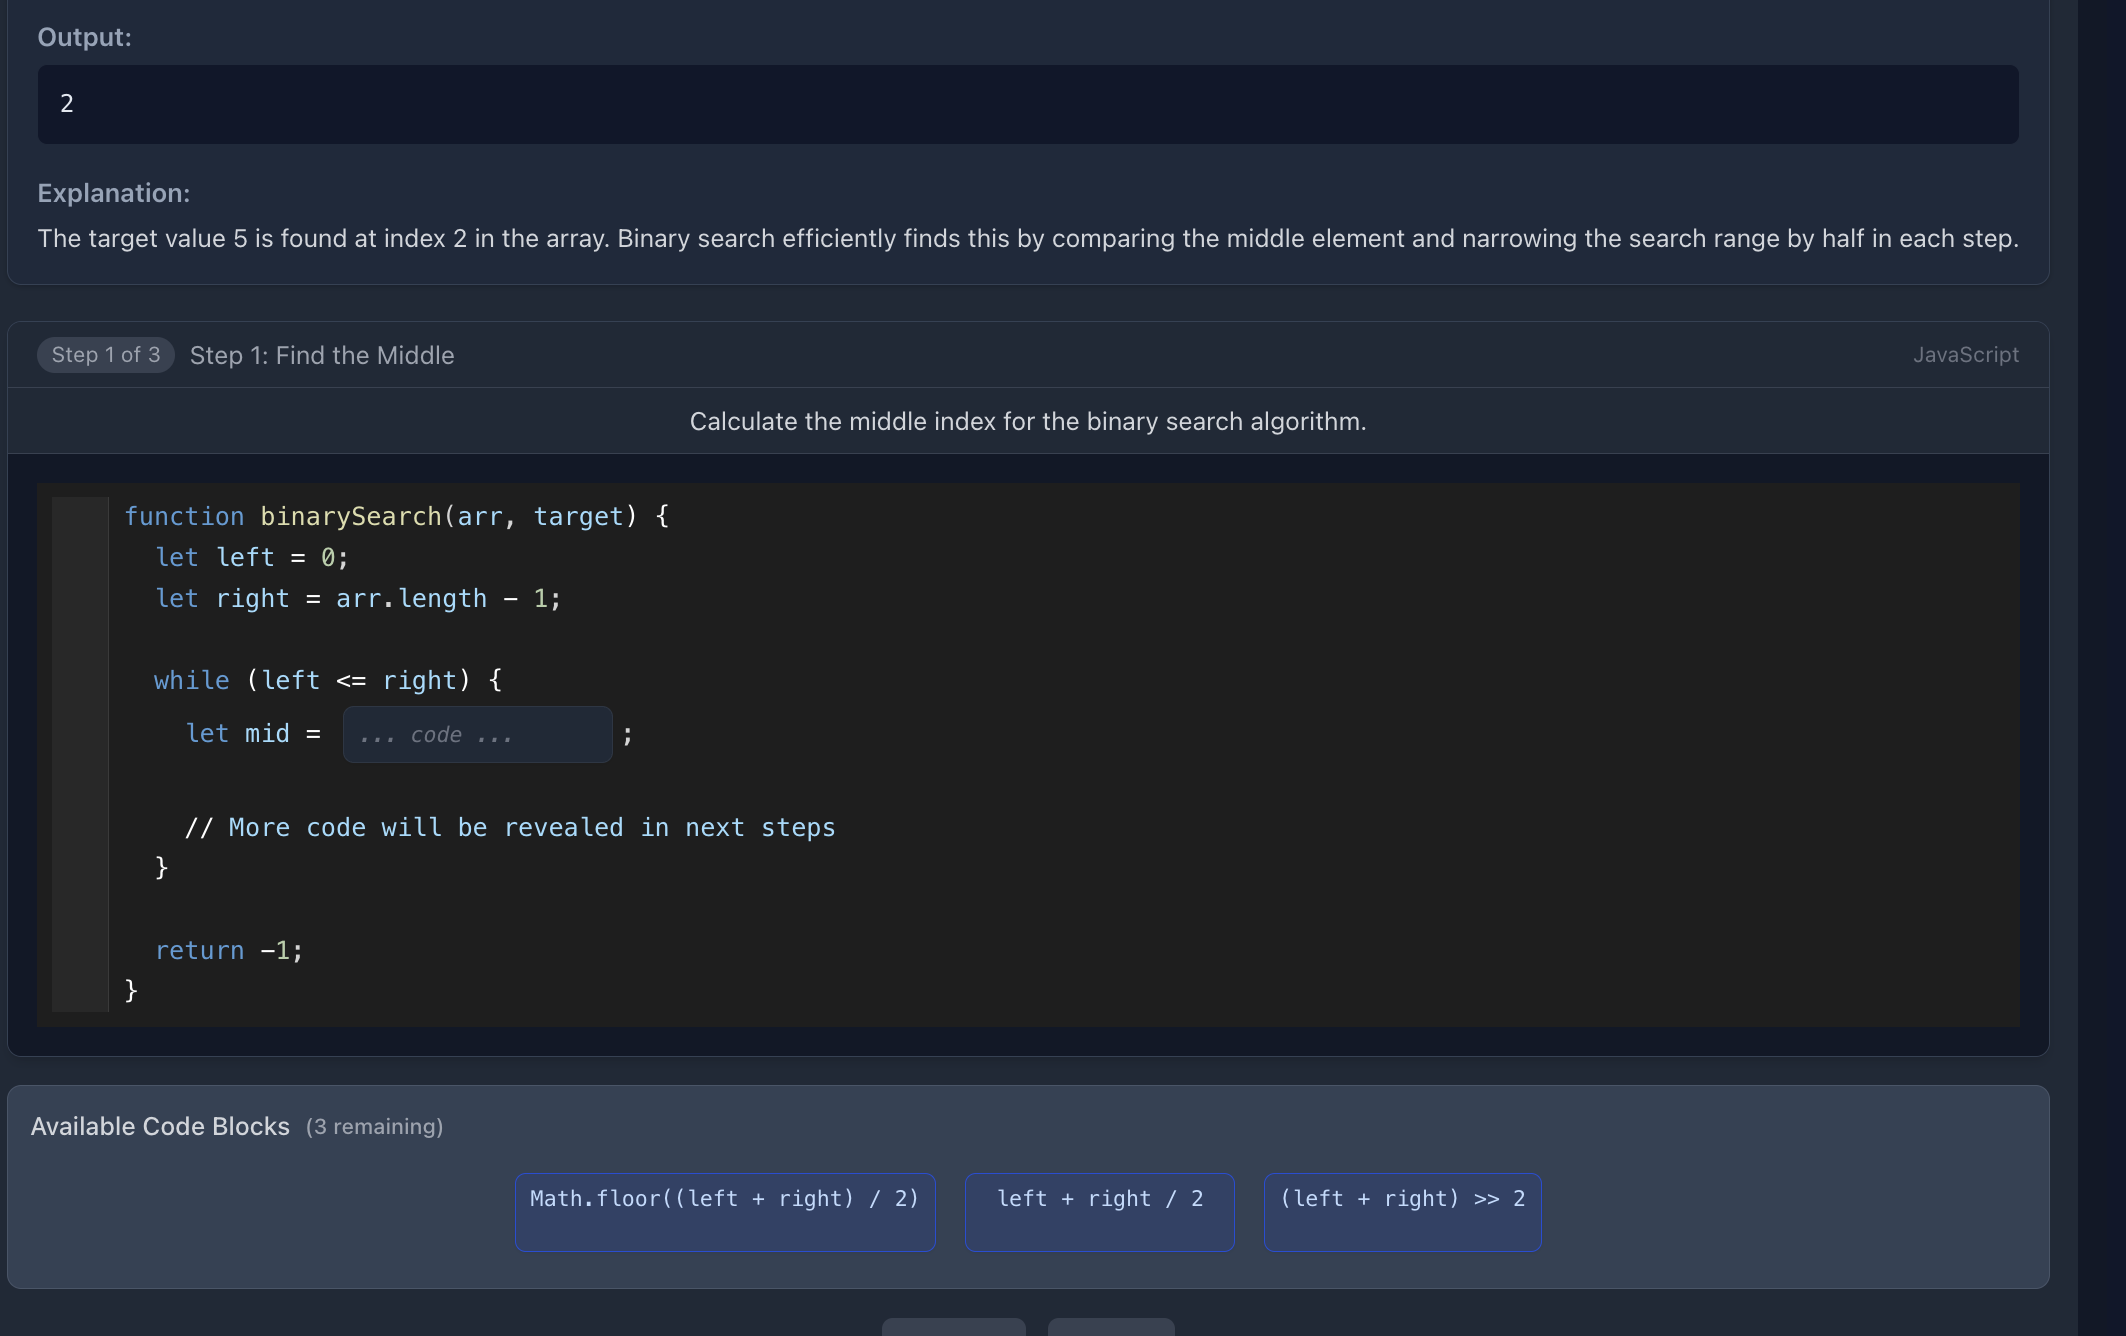 Output:
2
Explanation:
The target value 5 is found at index 2 in the array. Binary search efficiently finds this by comparing the middle element and narrowing the search range by half in each step.
Step 1 of 3 Step 1: Find the Middle JavaScript
Calculate the middle index for the binary search algorithm.
function binarySearch(arr, target) {
  let left = 0;
  let right = arr.length - 1;
  while (left <= right) {
    let mid = ... code ... ;
    // More code will be revealed in next steps
  }
  return -1;
}
Available Code Blocks (3 remaining)
Math.floor((left + right) / 2) left + right / 2 (left + right) >> 2